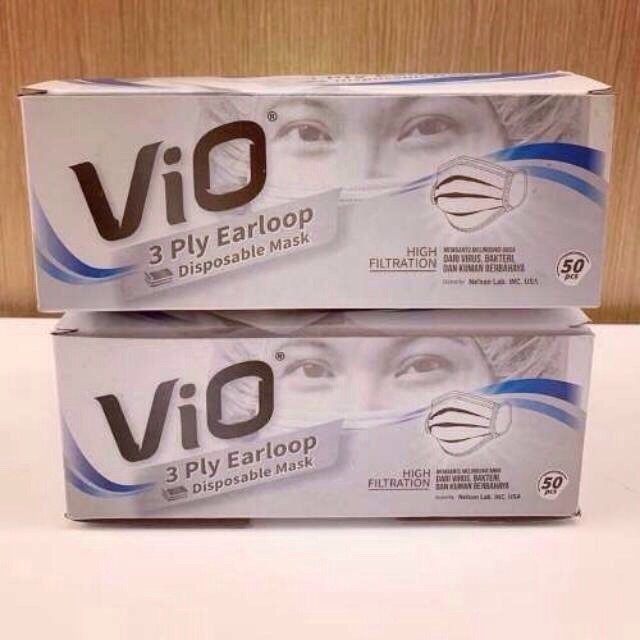 ViO®
3 Ply Earloop
Disposable Mask
HIGH
FILTRATION
MEMBANTU MELINDUNGI ANDA
DARI VIRUS, BAKTERI,
DAN KUMAN BERBAHAYA
Nelson Lab. INC. USA
50
pcs
ViO®
3 Ply Earloop
Disposable Mask
HIGH
FILTRATION
MEMBANTU MELINDUNGI ANDA
DARI VIRUS, BAKTERI,
DAN KUMAN BERBAHAYA
Nelson Lab. INC. USA
50
pcs